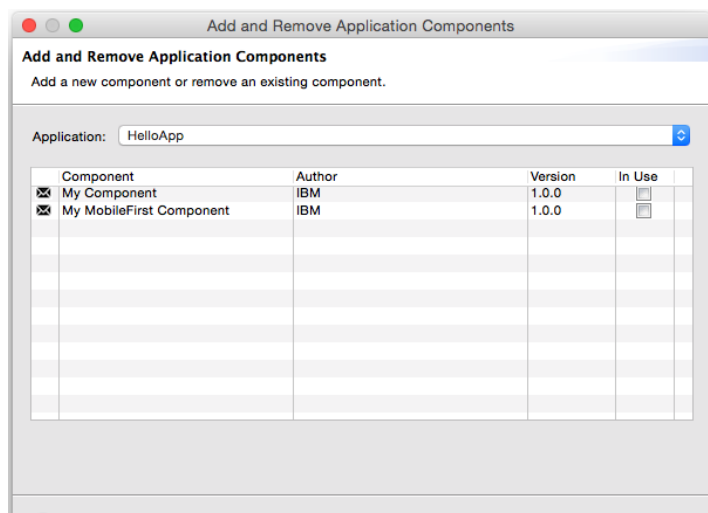 Add and Remove Application Components
Add and Remove Application Components
Add a new component or remove an existing component.
Application: HelloApp
Component Author Version In Use
My Component IBM 1.0.0
My MobileFirst Component IBM 1.0.0